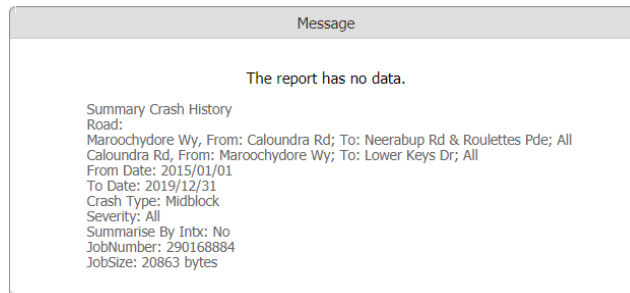 Message
The report has no data.
Summary Crash History
Road:
Maroochydore Wy, From: Caloundra Rd; To: Neerabup Rd & Roulettes Pde; All
Caloundra Rd, From: Maroochydore Wy; To: Lower Keys Dr; All
From Date: 2015/01/01
To Date: 2019/12/31
Crash Type: Midblock
Severity: All
Summarise By Intx: No
JobNumber: 290168884
JobSize: 20863 bytes